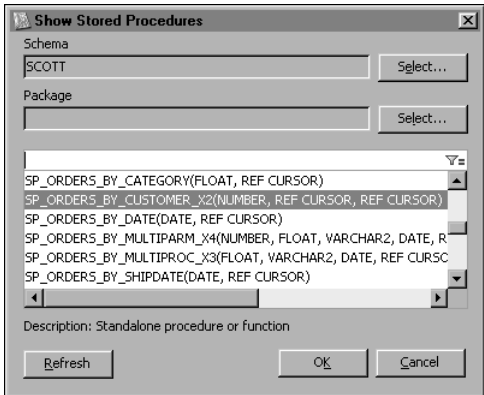 Show Stored Procedures
Schema
SCOTT
Select...
Package
Select...
SP_ORDERS_BY_CATEGORY(FLOAT, REF CURSOR)
SP_ORDERS_BY_CUSTOMER_X2(NUMBER, REF CURSOR, REF CURSOR)
SP_ORDERS_BY_DATE(DATE, REF CURSOR)
SP_ORDERS_BY_MULTIPARM_X4(NUMBER, FLOAT, VARCHAR2, DATE, R
SP_ORDERS_BY_MULTIPROC_X3(FLOAT, VARCHAR2, DATE, REF CURSC
SP_ORDERS_BY_SHIPDATE(DATE, REF CURSOR)
Description: Standalone procedure or function
Refresh
OK
Cancel